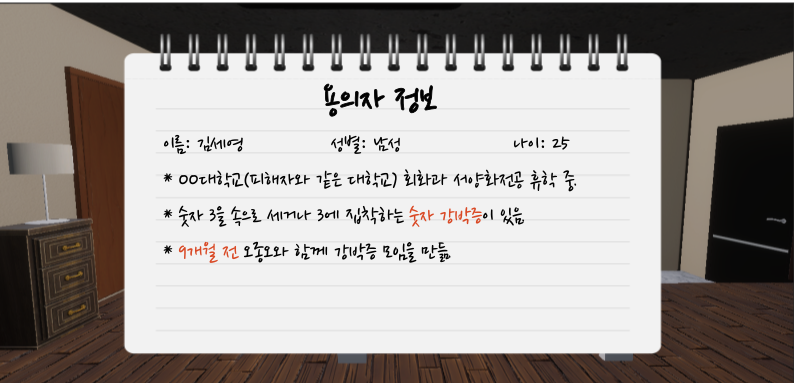 용의자 정보
이름: 김세영 성별: 남성 나이: 25
* OO대학교(피해자와 같은 대학교) 회화과 서양화전공 휴학 중.
* 숫자 3을 속으로 세거나 3에 집착하는 숫자 강박증이 있음
* 9개월 전 오종오와 함께 강박증 모임을 만듦